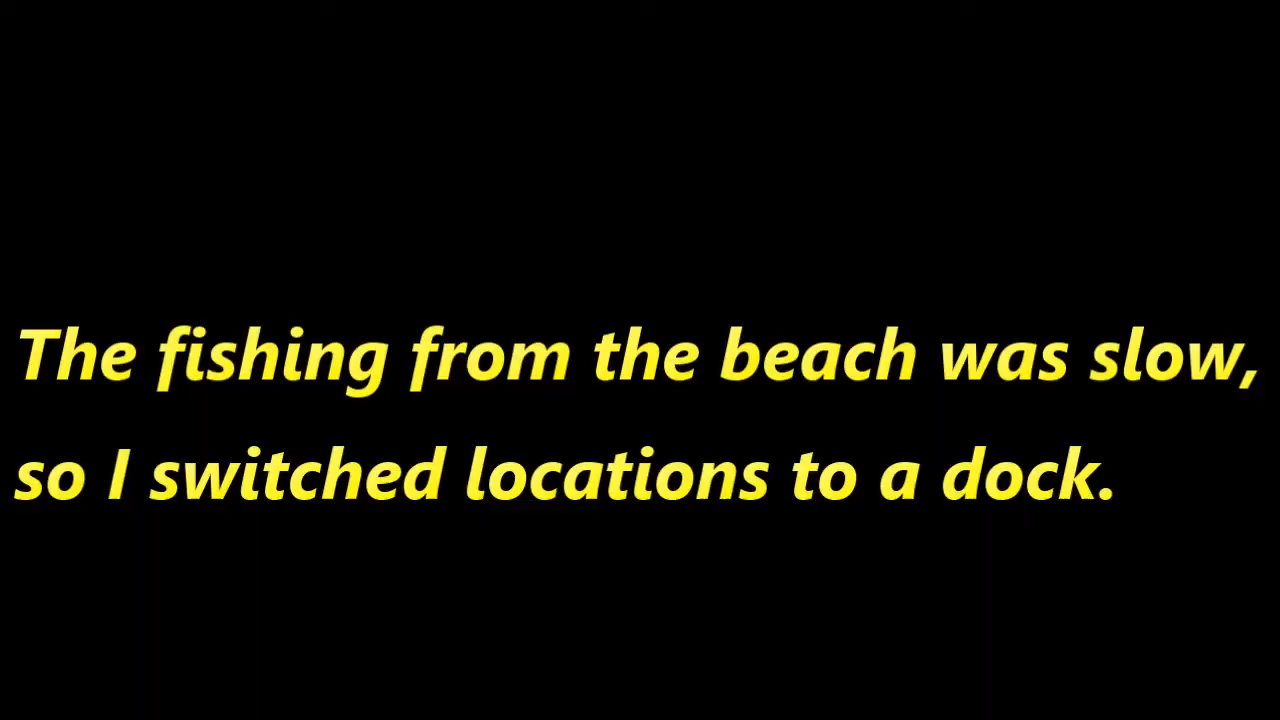 The fishing from the beach was slow,
so I switched locations to a dock.